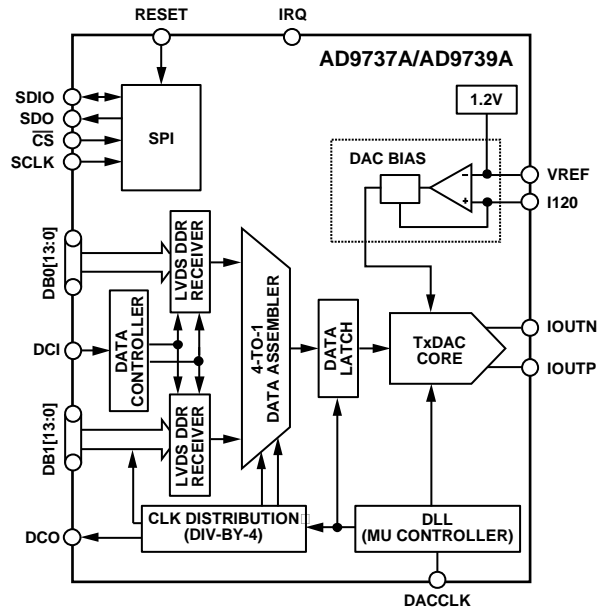 RESET
IRQ
AD9737A/AD9739A
SDIO
SDO
CS
SCLK
SPI
1.2V
DAC BIAS
–
+
VREF
I120
DB0[13:0]
LVDS DDR
RECEIVER
DCI
DATA
CONTROLLER
4-TO-1
DATA ASSEMBLER
DATA
LATCH
TxDAC
CORE
IOUTN
IOUTP
DB1[13:0]
LVDS DDR
RECEIVER
DCO
CLK DISTRIBUTION
(DIV-BY-4)
DLL
(MU CONTROLLER)
DACCLK